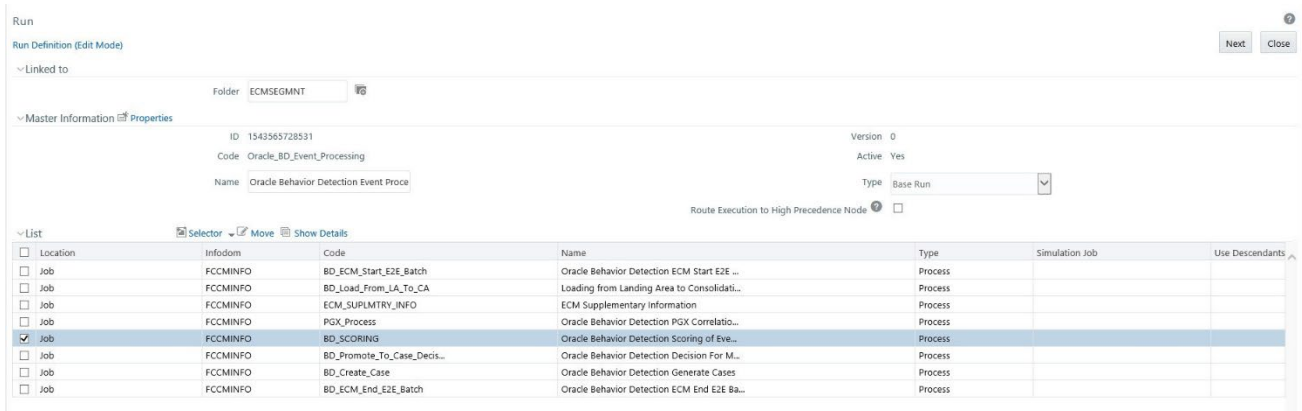 Run
Run Definition (Edit Mode) Next Close
Linked to
Folder ECMSEGMNT
Master Information Properties
ID 1543565728531 Version 0
Code Oracle_BD_Event_Processing Active Yes
Name Oracle Behavior Detection Event Proce Type Base Run
Route Execution to High Precedence Node
List Selector Move Show Details
Location Infodom Code Name Type Simulation Job Use Descendants
Job FCCMINFO BD_ECM_Start_E2E_Batch Oracle Behavior Detection ECM Start E2E ... Process
Job FCCMINFO BD_Load_From_LA_To_CA Loading from Landing Area to Consolidati... Process
Job FCCMINFO ECM_SUPLMTRY_INFO ECM Supplementary Information Process
Job FCCMINFO PGX_Process Oracle Behavior Detection PGX Correlatio... Process
Job FCCMINFO BD_SCORING Oracle Behavior Detection Scoring of Eve... Process
Job FCCMINFO BD_Promote_To_Case_Decis... Oracle Behavior Detection Decision For M... Process
Job FCCMINFO BD_Create_Case Oracle Behavior Detection Generate Cases Process
Job FCCMINFO BD_ECM_End_E2E_Batch Oracle Behavior Detection ECM End E2E Ba... Process